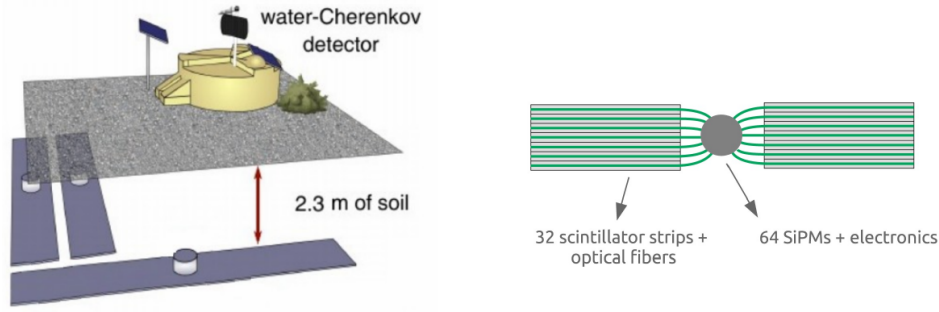 water-Cherenkov
detector
2.3 m of soil
32 scintillator strips +
optical fibers
64 SiPMs + electronics